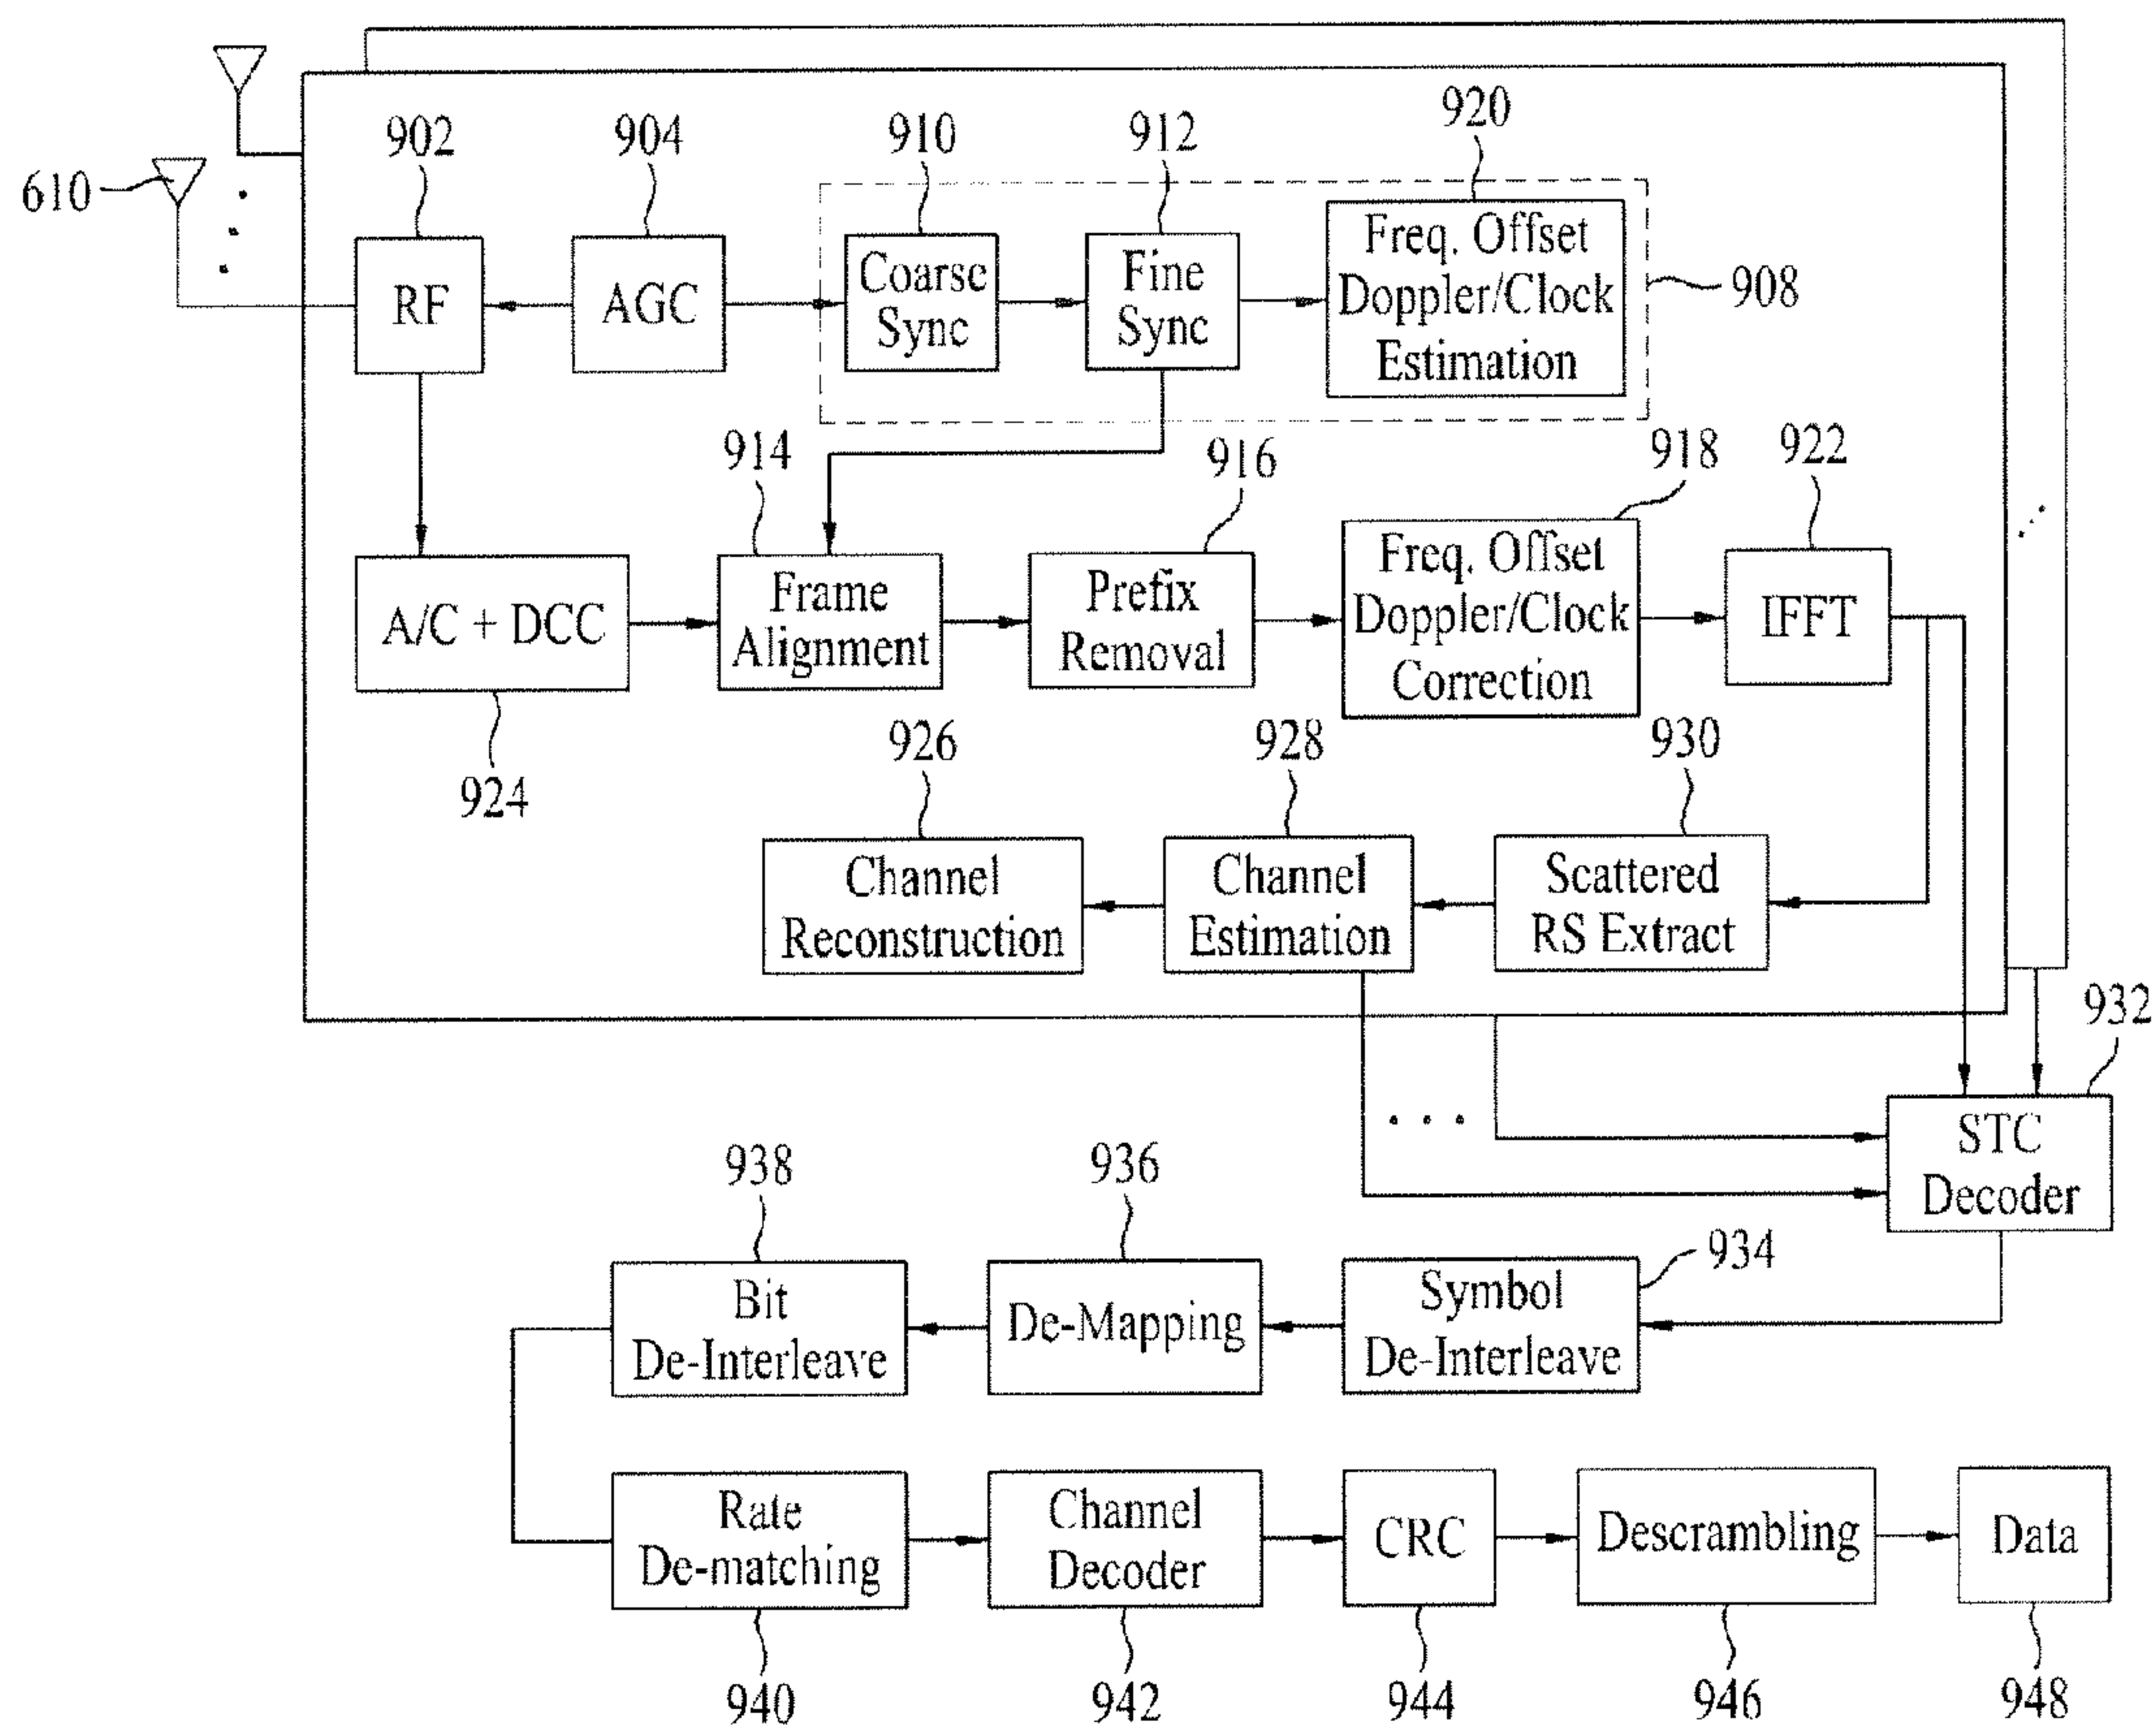 920
902
904
910
912
610
RF
AGC
Coarse
Sync
Fine
Sync
Freq. Offset
Doppler/Clock
Estimation
908
914
916
918
922
A/C + DCC
Frame
Alignment
Prefix
Removal
Freq. Offset
Doppler/Clock
Correction
IFFT
924
926
928
930
Channel
Reconstruction
Channel
Estimation
Scattered
RS Extract
932
STC
Decoder
938
936
934
Bit
De-Interleave
De-Mapping
Symbol
De-Interleave
Rate
De-matching
Channel
Decoder
CRC
Descrambling
Data
940
942
944
946
948